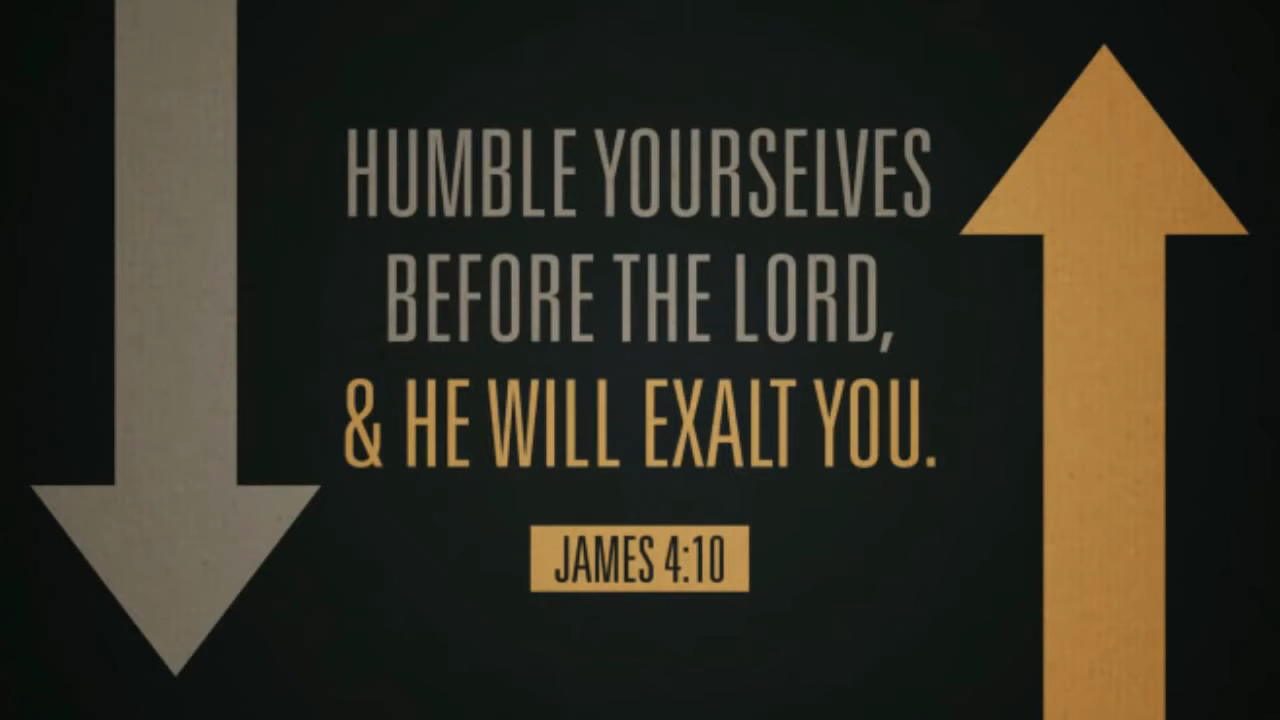 HUMBLE YOURSELVES
BEFORE THE LORD,
& HE WILL EXALT YOU.
JAMES 4:10